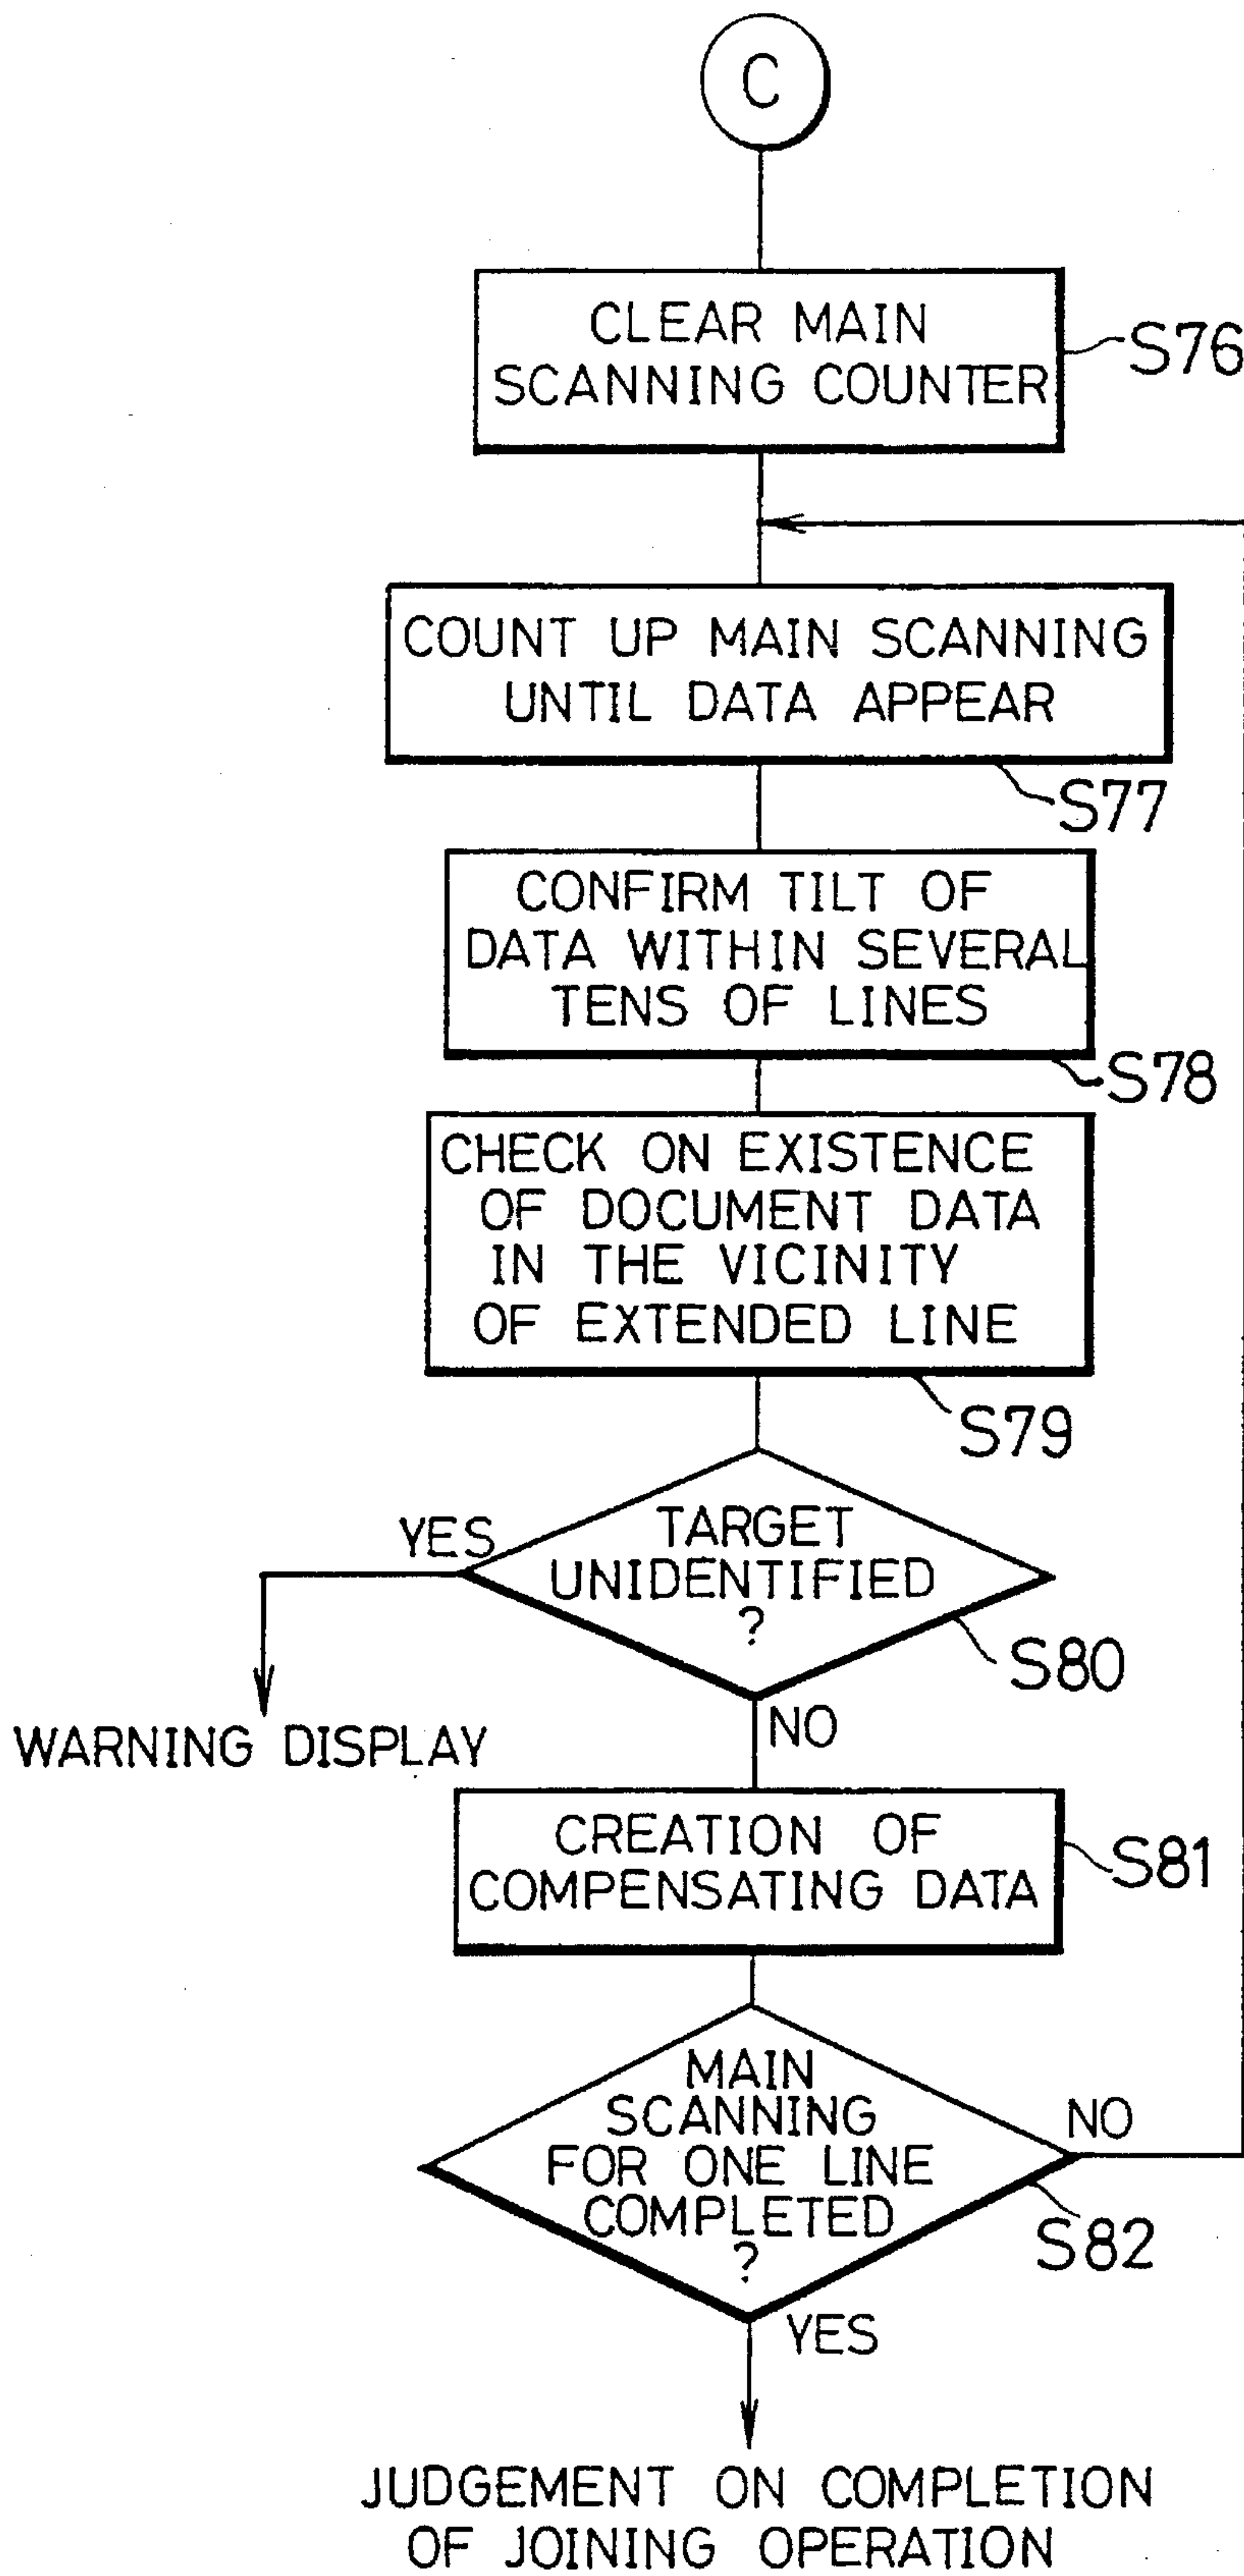 C
CLEAR MAIN
SCANNING COUNTER
S76
COUNT UP MAIN SCANNING
UNTIL DATA APPEAR
S77
CONFIRM TILT OF
DATA WITHIN SEVERAL
TENS OF LINES
S78
CHECK ON EXISTENCE
OF DOCUMENT DATA
IN THE VICINITY
OF EXTENDED LINE
S79
YES
TARGET
UNIDENTIFIED
?
S80
WARNING DISPLAY
NO
CREATION OF
COMPENSATING DATA
S81
MAIN
SCANNING
FOR ONE LINE
COMPLETED
?
NO
S82
YES
JUDGEMENT ON COMPLETION
OF JOINING OPERATION